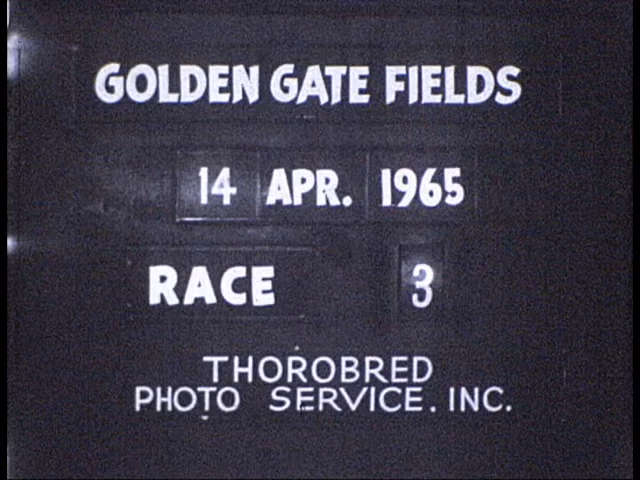 GOLDEN GATE FIELDS
14 APR. 1965
RACE 3
THOROBRED
PHOTO SERVICE, INC.